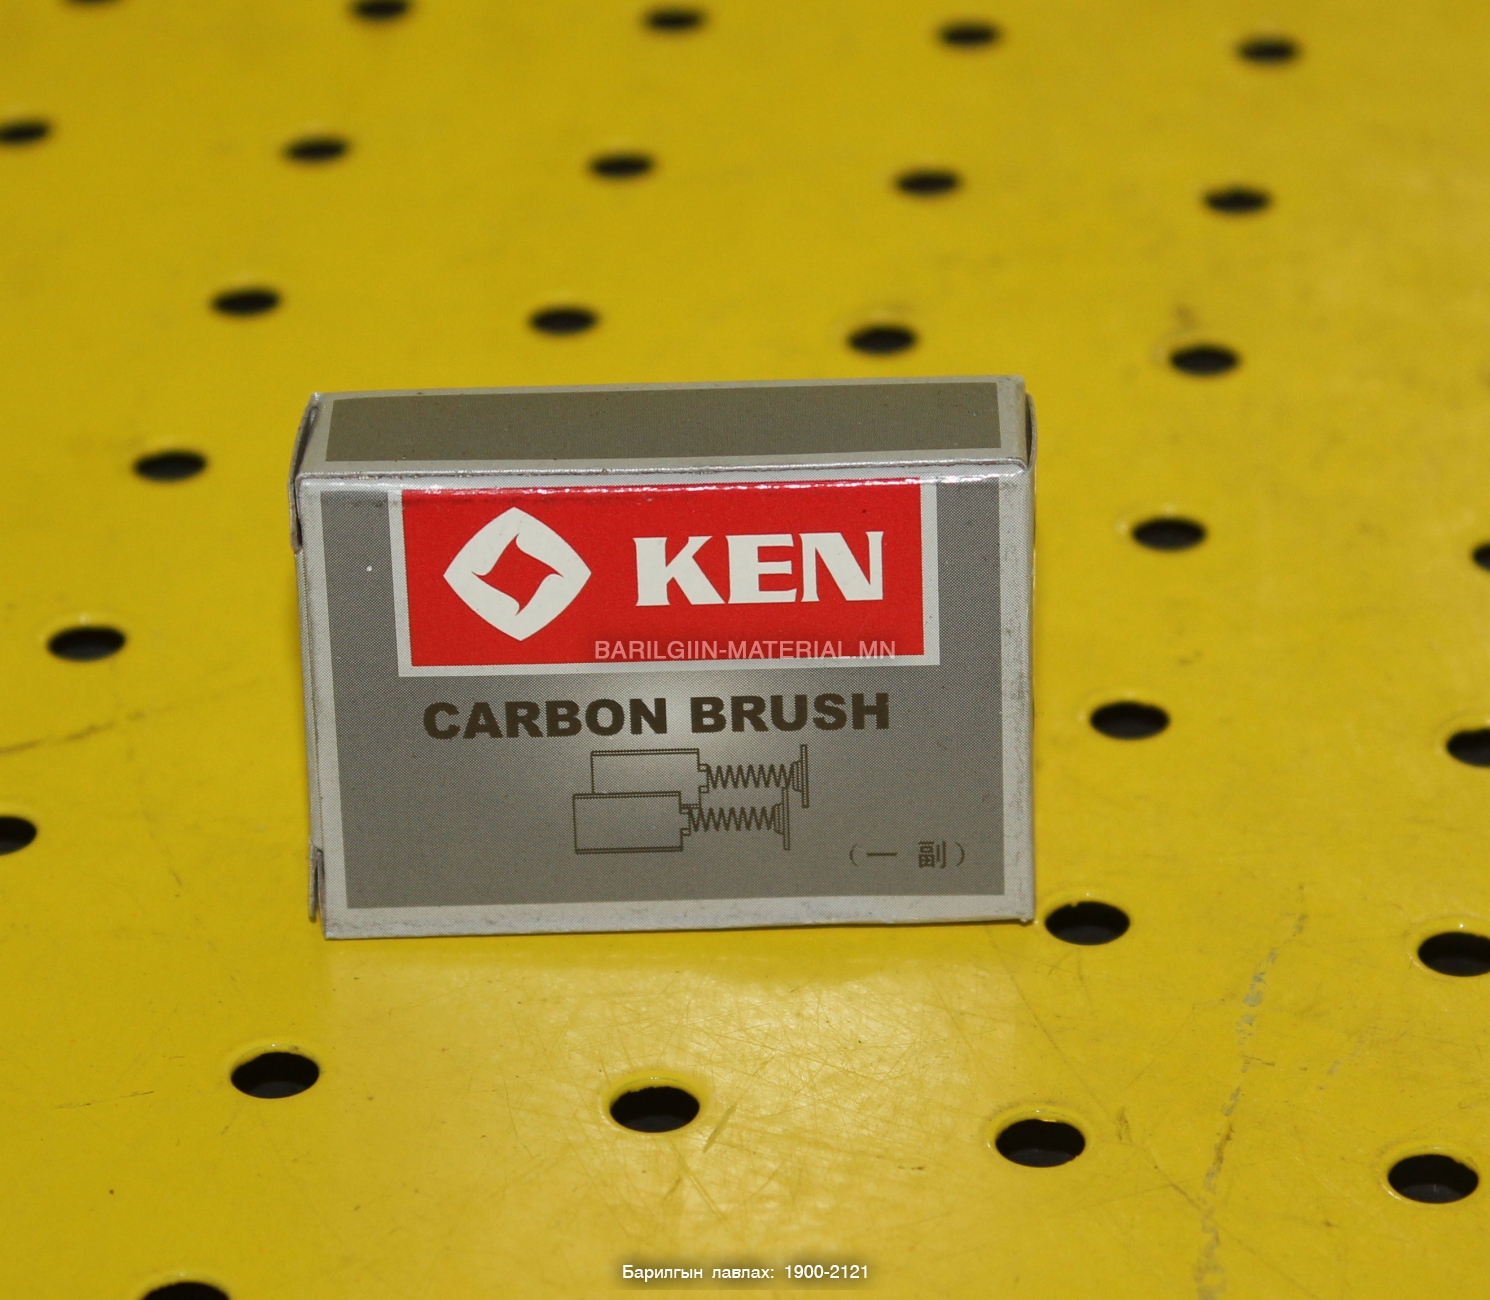 KEN
BARILGIIN-MATERIAL.MN
CARBON BRUSH
（一 副）
Барилгын лавлах: 1900-2121